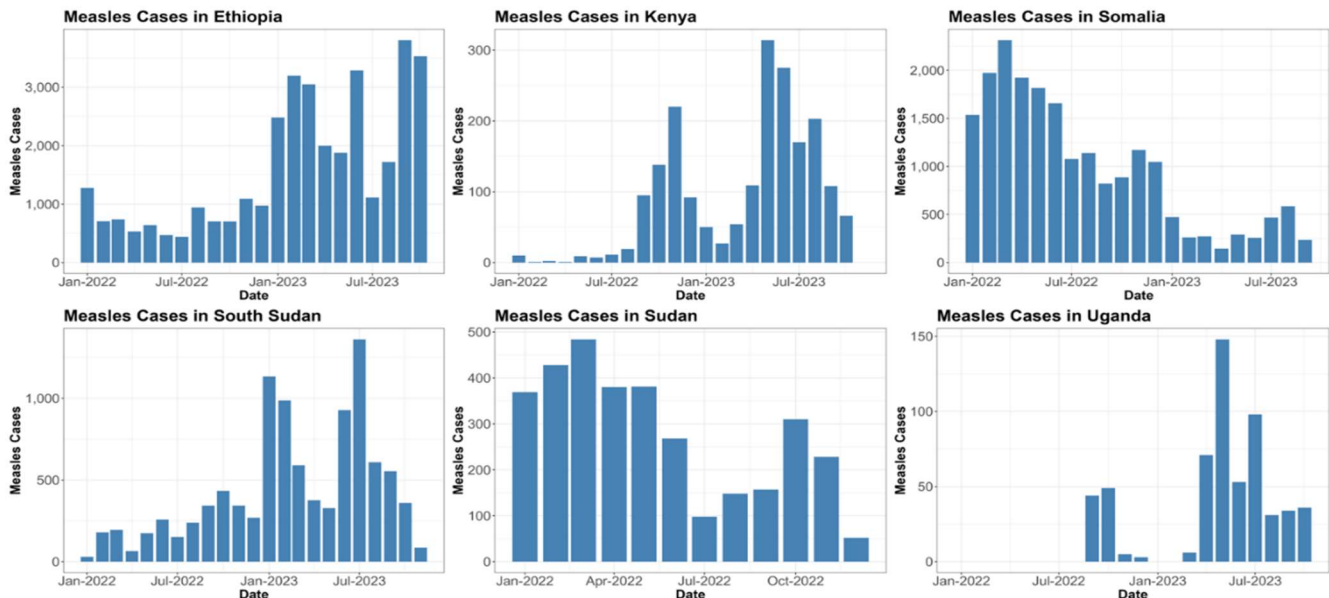 Measles Cases in Ethiopia
Measles Cases
3,000
2,000
1,000
0
Jan-2022 Jul-2022 Jan-2023 Jul-2023
Date
Measles Cases in Kenya
Measles Cases
300
200
100
0
Jan-2022 Jul-2022 Jan-2023 Jul-2023
Date
Measles Cases in Somalia
Measles Cases
2,000
1,500
1,000
500
0
Jan-2022 Jul-2022 Jan-2023 Jul-2023
Date
Measles Cases in South Sudan
Measles Cases
1,000
500
0
Jan-2022 Jul-2022 Jan-2023 Jul-2023
Date
Measles Cases in Sudan
Measles Cases
500
400
300
200
100
0
Jan-2022 Apr-2022 Jul-2022 Oct-2022
Date
Measles Cases in Uganda
Measles Cases
150
100
50
0
Jan-2022 Jul-2022 Jan-2023 Jul-2023
Date